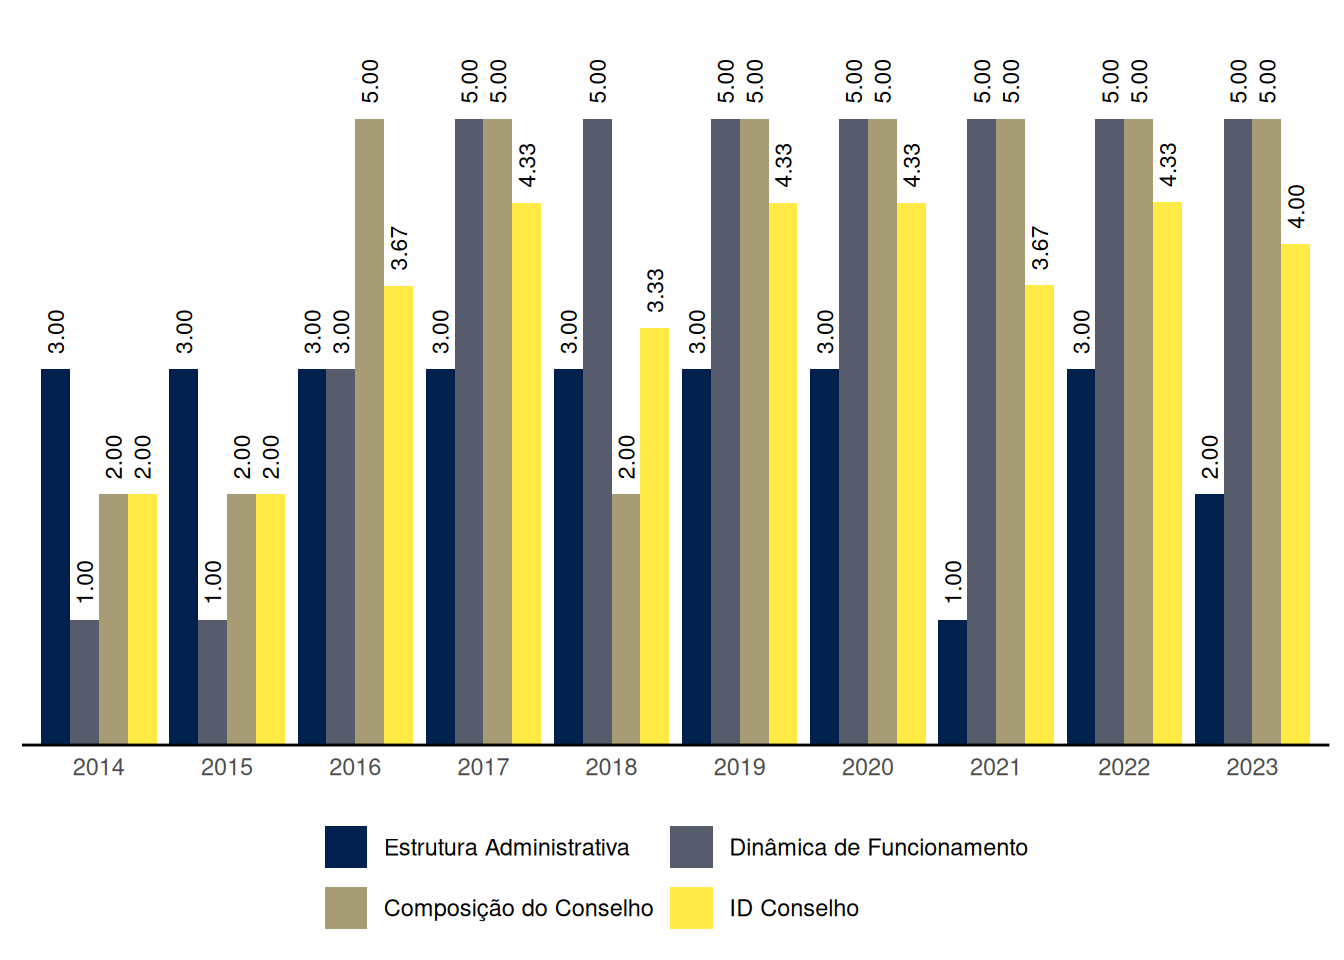 3.00 1.00 2.00 2.00
3.00 1.00 2.00 2.00
3.00 3.00 5.00 3.67
3.00 5.00 5.00 4.33
3.00 5.00 2.00 3.33
3.00 5.00 5.00 4.33
3.00 5.00 5.00 4.33
1.00 5.00 5.00 3.67
3.00 5.00 5.00 4.33
2.00 5.00 5.00 4.00
2014 2015 2016 2017 2018 2019 2020 2021 2022 2023
Estrutura Administrativa Dinâmica de Funcionamento
Composição do Conselho ID Conselho